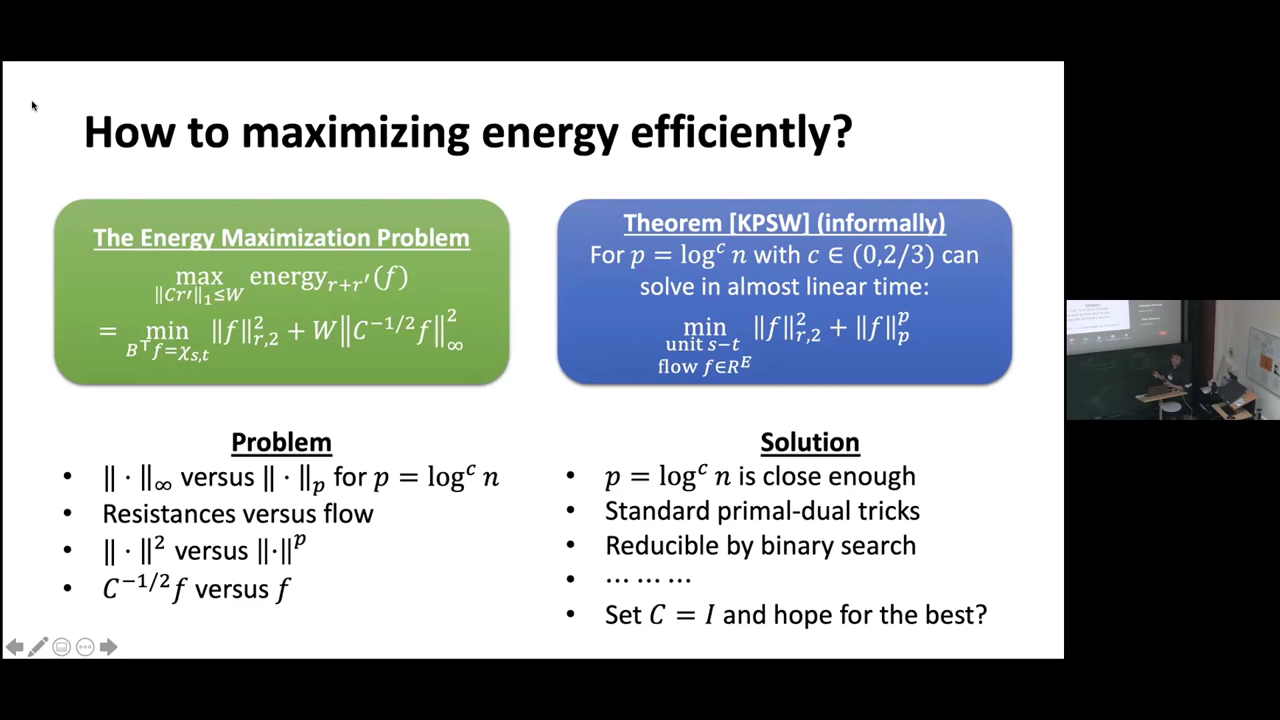 How to maximizing energy efficiently?
The Energy Maximization Problem
max energy_{r+r′}(f)
‖Cr′‖₁≤W
= min ‖f‖²_{r,2} + W‖C^{−1/2}f‖²_∞
B^⊤f=χ_{s,t}
Theorem [KPSW] (informally)
For p = log^c n with c ∈ (0,2/3) can
solve in almost linear time:
min ‖f‖²_{r,2} + ‖f‖^p_p
unit s−t
flow f∈R^E
Problem
• ‖ · ‖_∞ versus ‖ · ‖_p for p = log^c n
• Resistances versus flow
• ‖ · ‖² versus ‖·‖^p
• C^{−1/2}f versus f
Solution
• p = log^c n is close enough
• Standard primal-dual tricks
• Reducible by binary search
• … … …
• Set C = I and hope for the best?